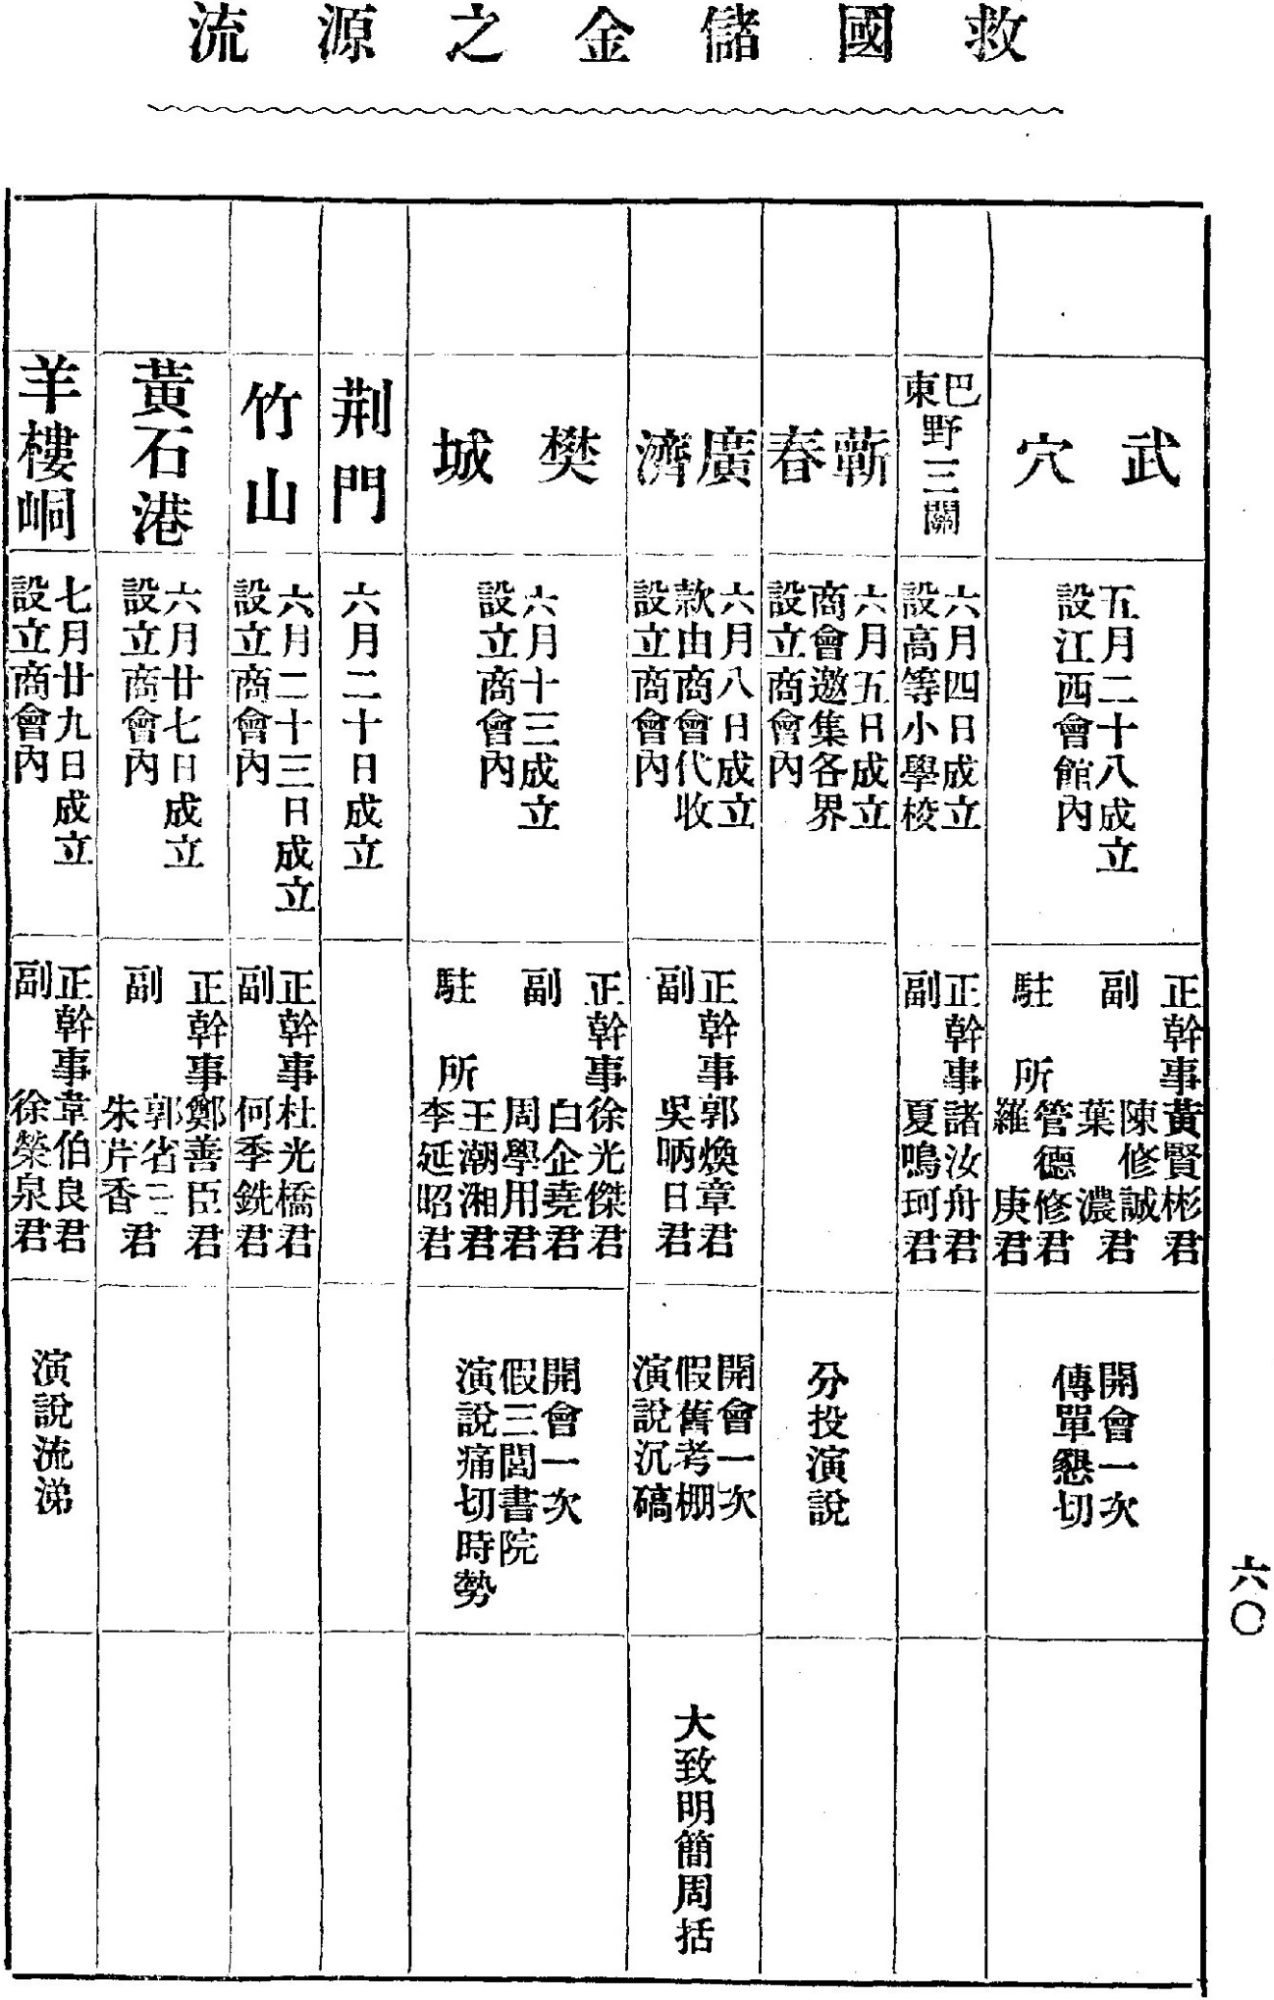 救國儲金之源流
武穴
五月二十八成立
設江西會館內
正幹事黃賢彬君
副 陳修誠
葉濃君
駐所 管德修君
羅庚君
開會一次
傳單懇切
巴
東
野三關
六月四日成立
設高等小學校
正幹事諸汝舟君
副 夏鳴珂君
蘄春
六月五日成立
商會邀集各界
設立商會內
分投演說
廣濟
六月八日成立
款由商會代收
設立商會內
正幹事郭煥章君
副 吳昞日君
開會一次
假舊考棚
演說沉碻
大致明簡周括
樊城
六月十三成立
設立商會內
正幹事徐光傑君
副 白企堯君
周學用君
駐所 王潮湘君
李延昭君
開會一次
假三閭書院
演說痛切時勢
荆門
六月二十日成立
竹山
六月二十三日成立
設立商會內
正幹事杜光橋君
副 何季銑君
黃石港
六月廿七日成立
設立商會內
正幹事鄭善臣君
副 郭省三
朱芹香君
羊樓峒
七月廿九日成立
設立商會內
正幹事韋伯良君
副 徐榮泉君
演說流涕
六〇